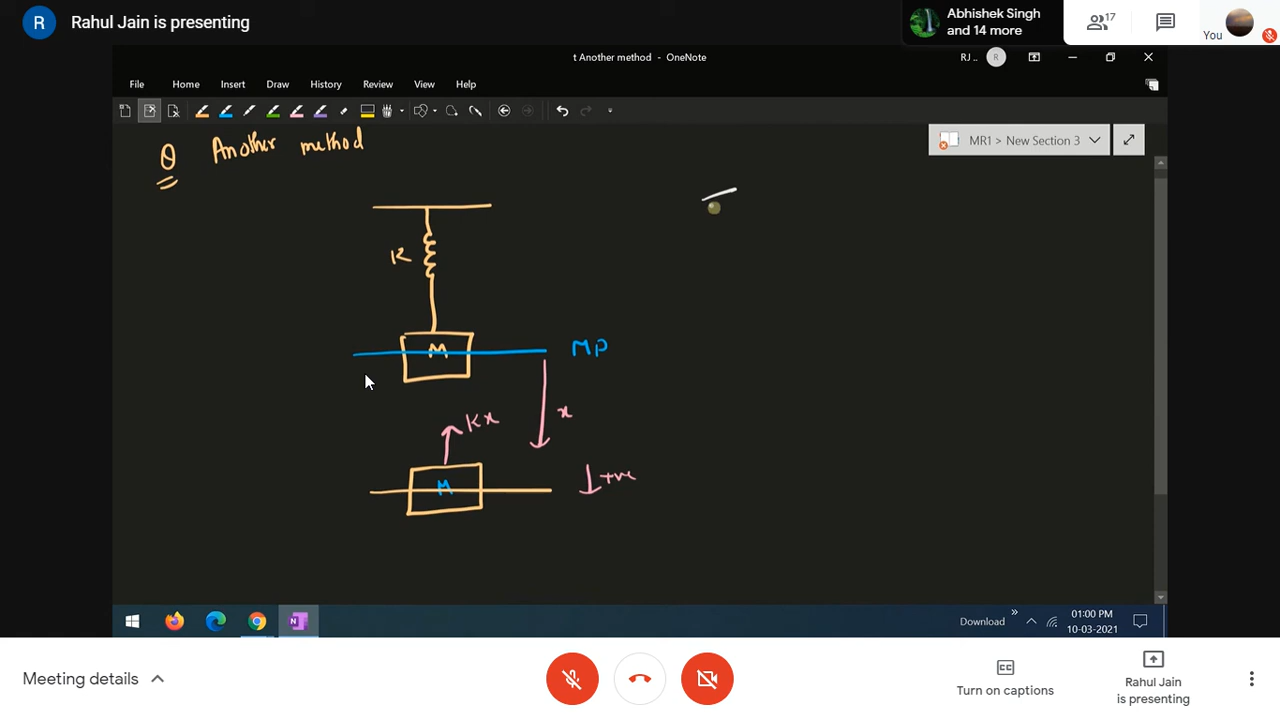 R Rahul Jain is presenting
Abhishek Singh
and 14 more
17
You
t Another method - OneNote
RJ ..
R
File Home Insert Draw History Review View Help
MR1 > New Section 3
Q Another method
K
M
MP
x
Kx
M
+ve
Download
01:00 PM
10-03-2021
N
Meeting details
CC
Turn on captions
Rahul Jain
is presenting